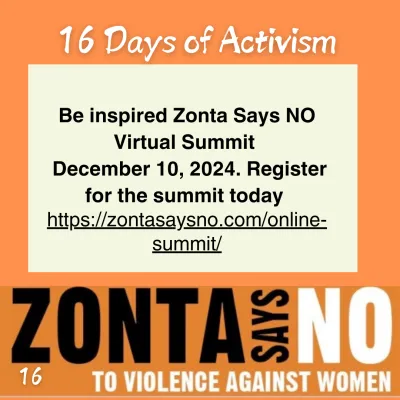 16 Days of Activism
Be inspired Zonta Says NO
Virtual Summit
December 10, 2024. Register
for the summit today
https://zontasaysno.com/online-
summit/
ZONTA SAYS NO
16
TO VIOLENCE AGAINST WOMEN